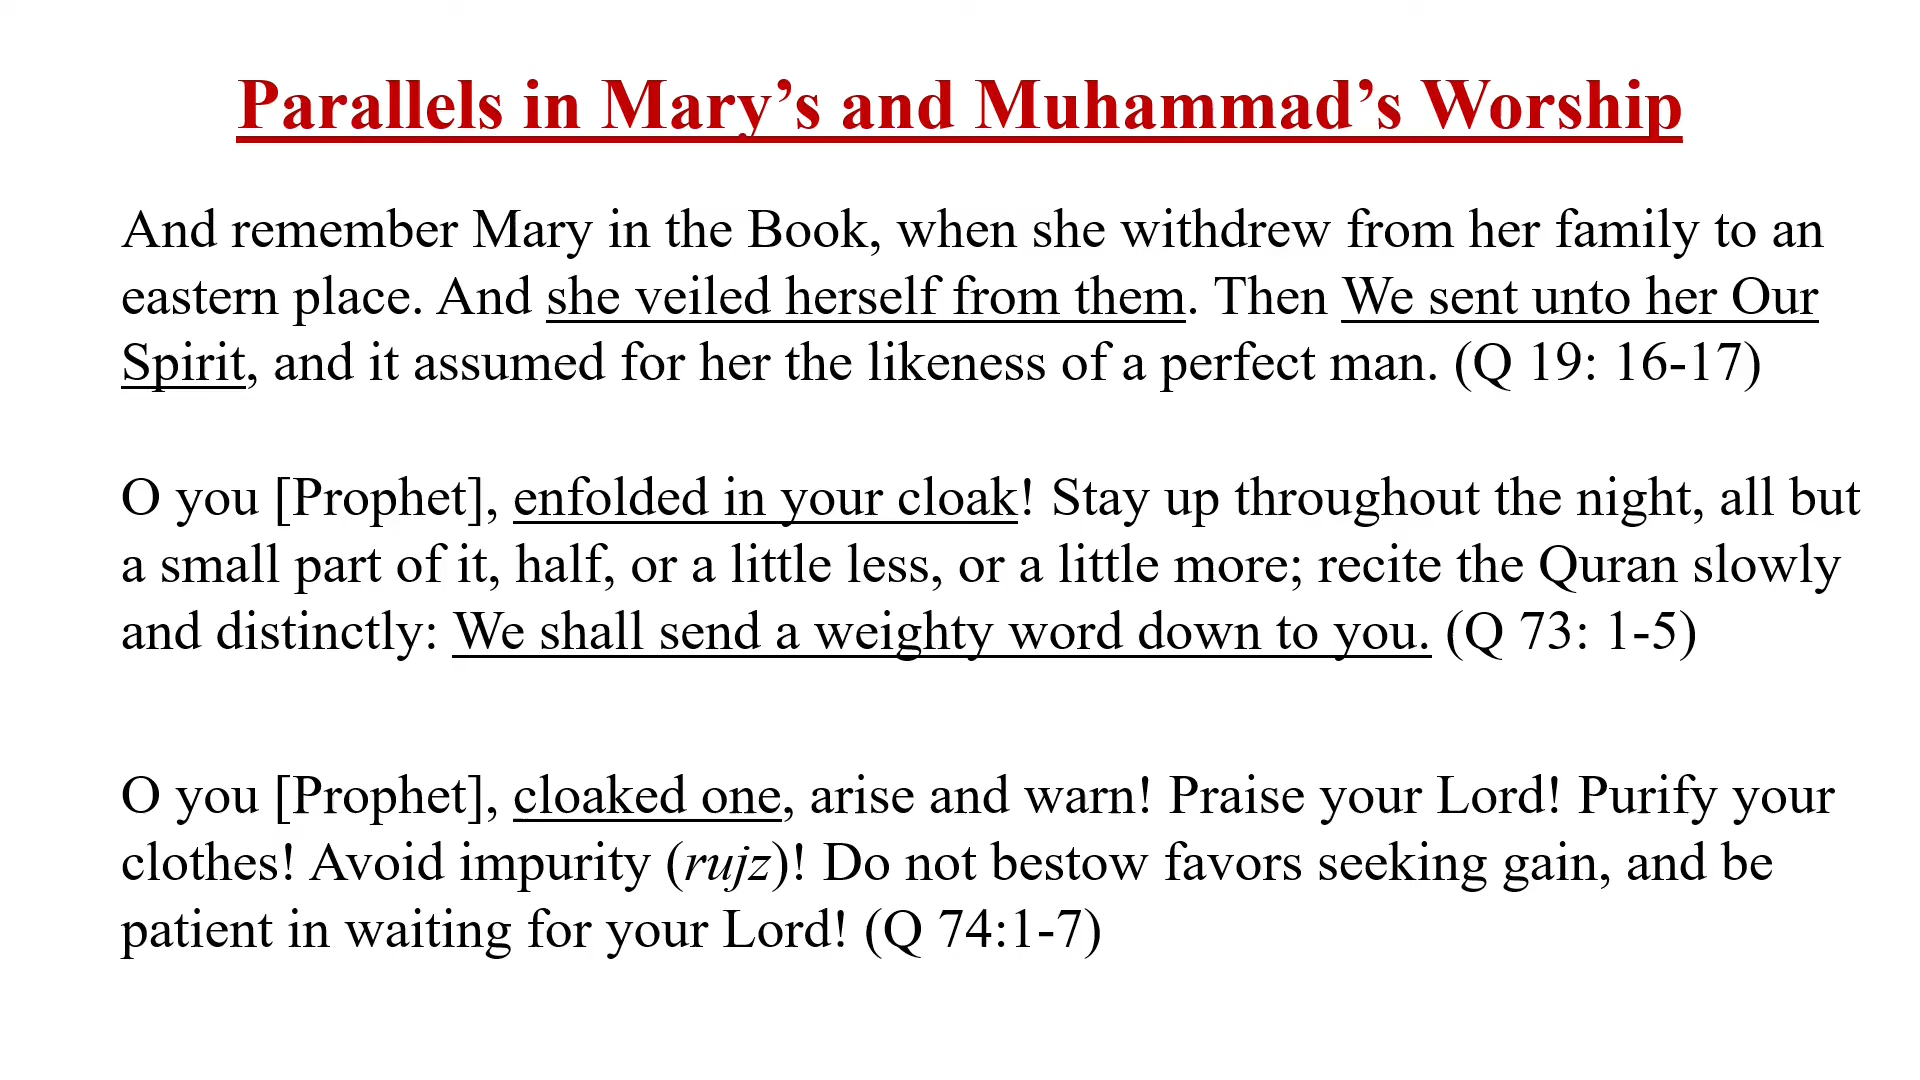 Parallels in Mary’s and Muhammad’s Worship
And remember Mary in the Book, when she withdrew from her family to an
eastern place. And she veiled herself from them. Then We sent unto her Our
Spirit, and it assumed for her the likeness of a perfect man. (Q 19: 16-17)
O you [Prophet], enfolded in your cloak! Stay up throughout the night, all but
a small part of it, half, or a little less, or a little more; recite the Quran slowly
and distinctly: We shall send a weighty word down to you. (Q 73: 1-5)
O you [Prophet], cloaked one, arise and warn! Praise your Lord! Purify your
clothes! Avoid impurity (rujz)! Do not bestow favors seeking gain, and be
patient in waiting for your Lord! (Q 74:1-7)